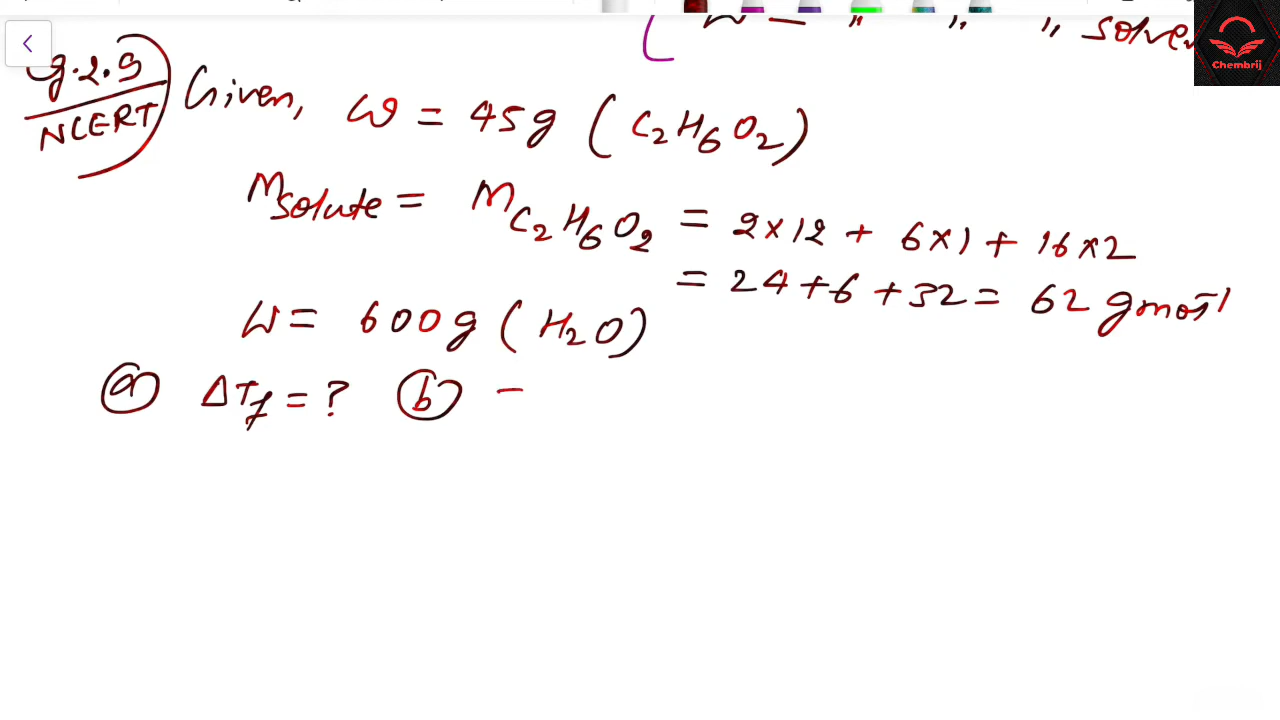 W - " " " solve
g. 2.9
NCERT
Given, w = 45g (C2H6O2)
Msolute = MC2H6O2 = 2×12 + 6×1 + 16×2
= 24+6+32 = 62 gmol-1
W = 600g (H2O)
(a) ΔTf = ? (b)
Chembrij